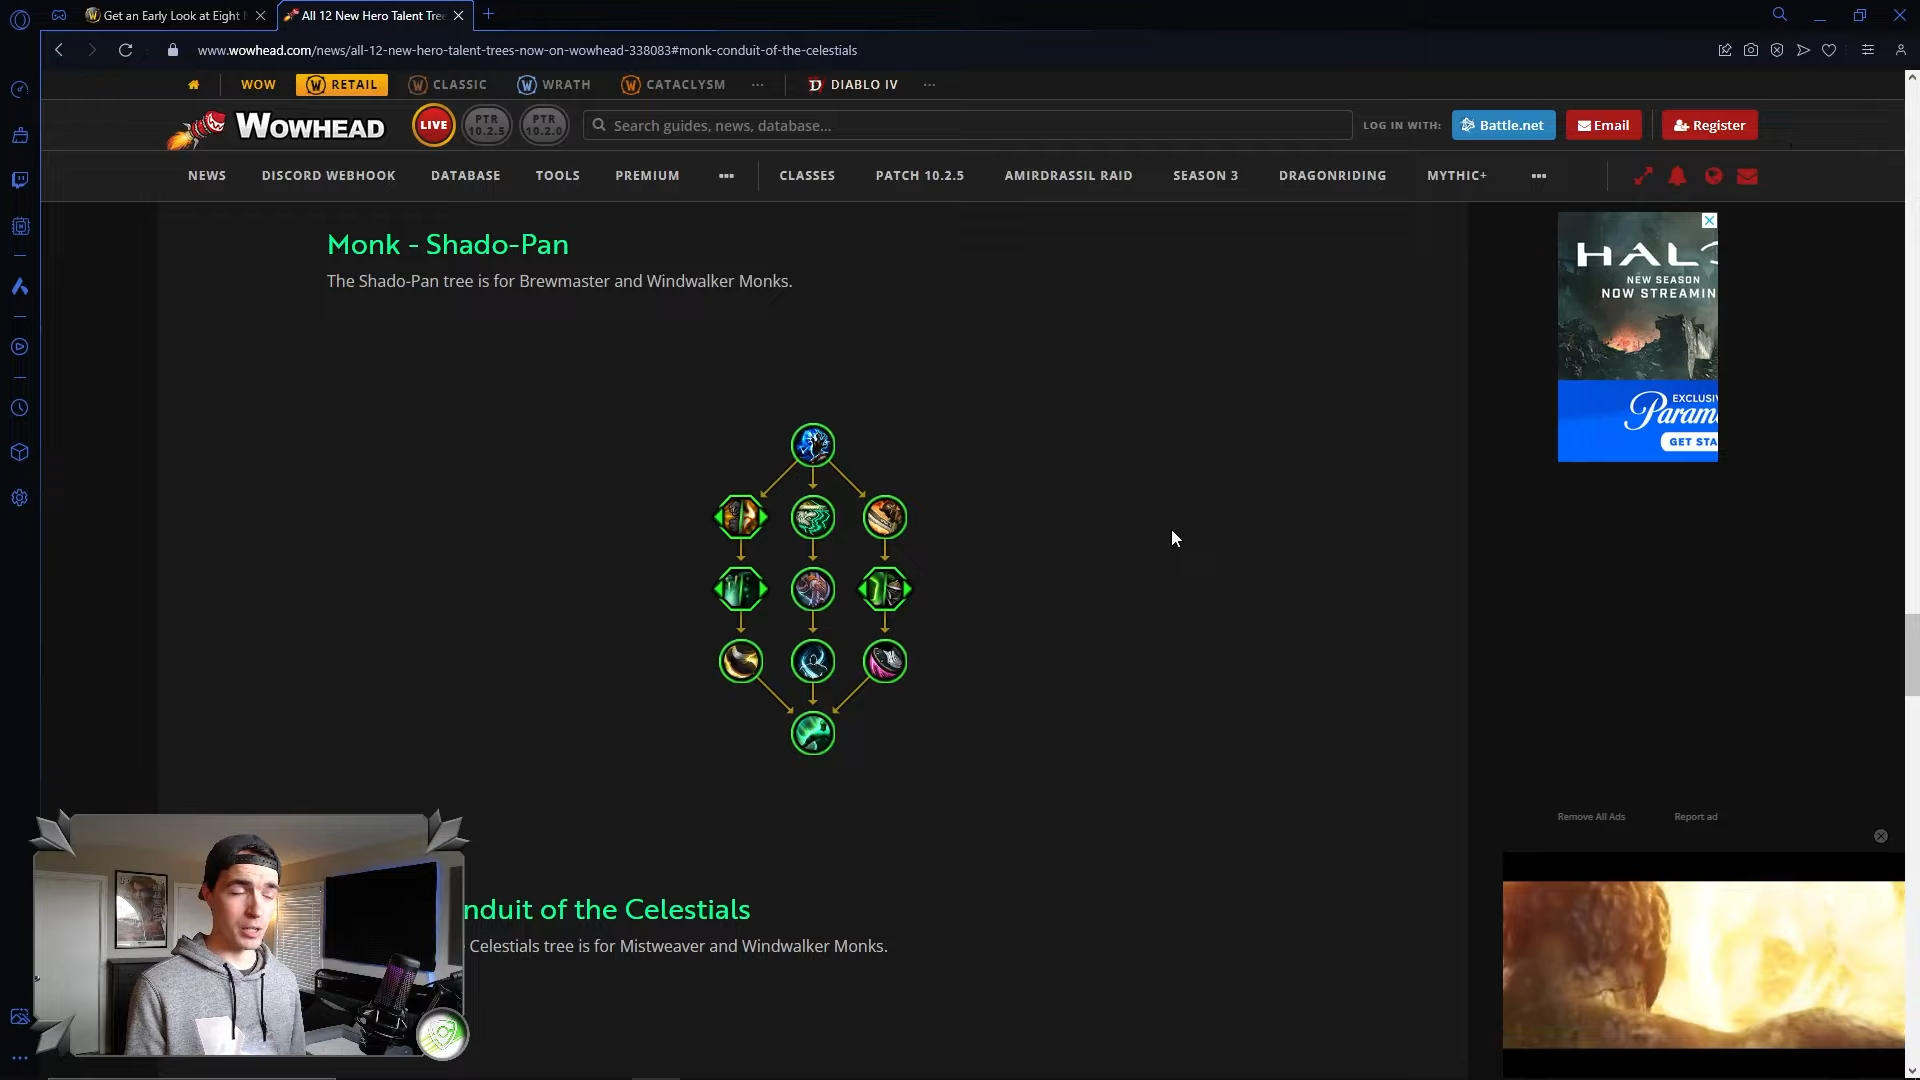 Get an Early Look at Eight
All 12 New Hero Talent Tre
www.wowhead.com/news/all-12-new-hero-talent-trees-now-on-wowhead-338083#monk-conduit-of-the-celestials
WOW RETAIL CLASSIC WRATH CATACLYSM ... DIABLO IV ...
WOWHEAD
LIVE
PTR 10.2.5
PTR 10.2.0
Search guides, news, database...
LOG IN WITH: Battle.net Email Register
NEWS DISCORD WEBHOOK DATABASE TOOLS PREMIUM ... CLASSES PATCH 10.2.5 AMIRDRASSIL RAID SEASON 3 DRAGONRIDING MYTHIC+ ...
Monk - Shado-Pan
The Shado-Pan tree is for Brewmaster and Windwalker Monks.
HALO
NEW SEASON
NOW STREAMIN
EXCLUSIV
Param
GET STA
Remove All Ads Report ad
nduit of the Celestials
Celestials tree is for Mistweaver and Windwalker Monks.